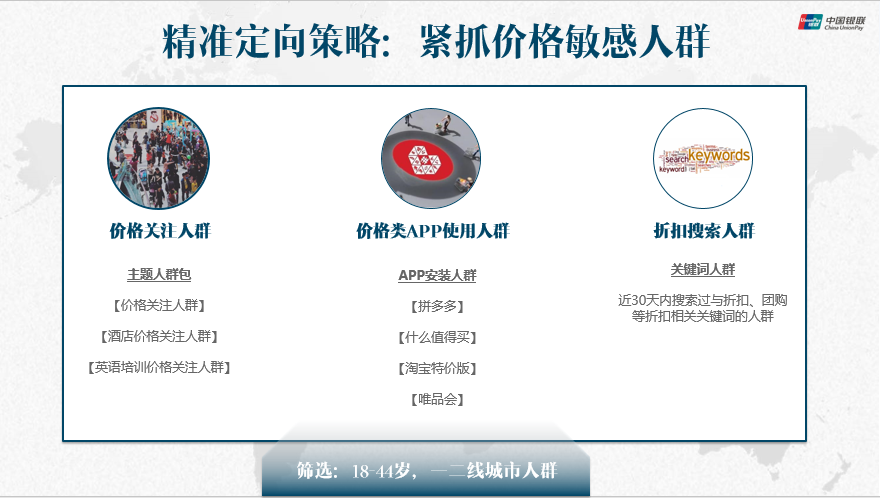 精准定向策略：紧抓价格敏感人群
UnionPay
银联
中国银联
China UnionPay
search
keywords
keyword
价格关注人群
价格类APP使用人群
折扣搜索人群
主题人群包
【价格关注人群】
【酒店价格关注人群】
【英语培训价格关注人群】
APP安装人群
【拼多多】
【什么值得买】
【淘宝特价版】
【唯品会】
关键词人群
近30天内搜索过与折扣、团购
等折扣相关关键词的人群
筛选：18-44岁，一二线城市人群